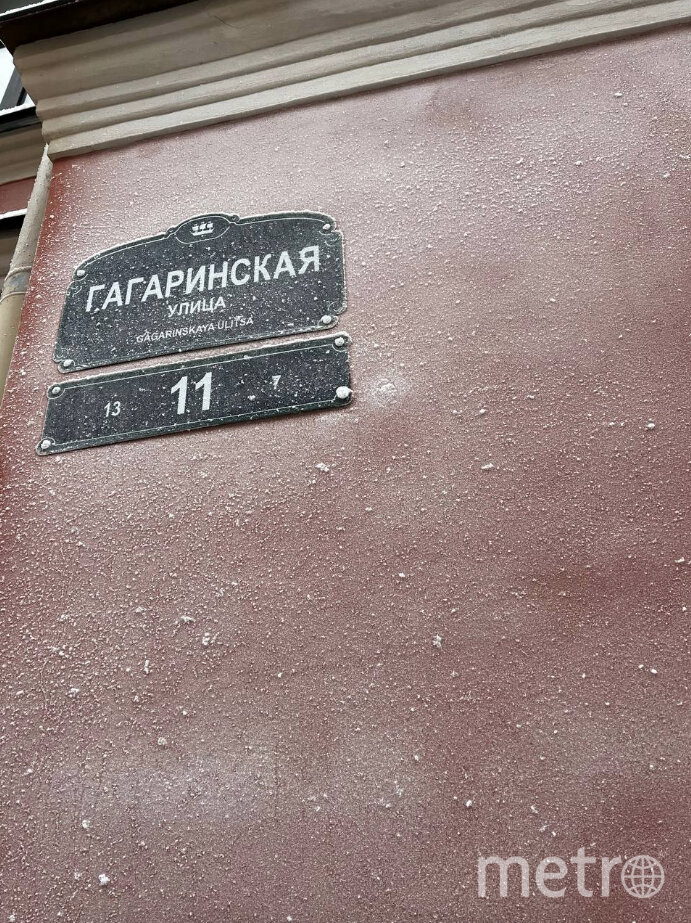 ГАГАРИНСКАЯ
УЛИЦА
GAGARINSKAYA ULITSA
13 11 7
metro